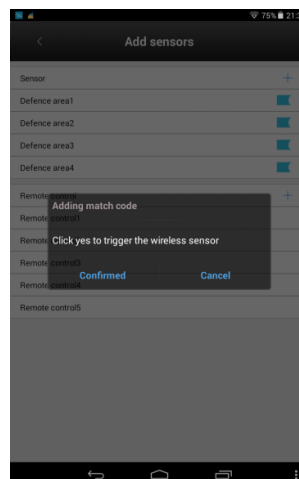 75% 21:
Add sensors
Sensor
Defence area1
Defence area2
Defence area3
Defence area4
Remote control
Adding match code
Remote control1
Remote
Click yes to trigger the wireless sensor
Remote control3
Confirmed Cancel
Remote control4
Remote control5